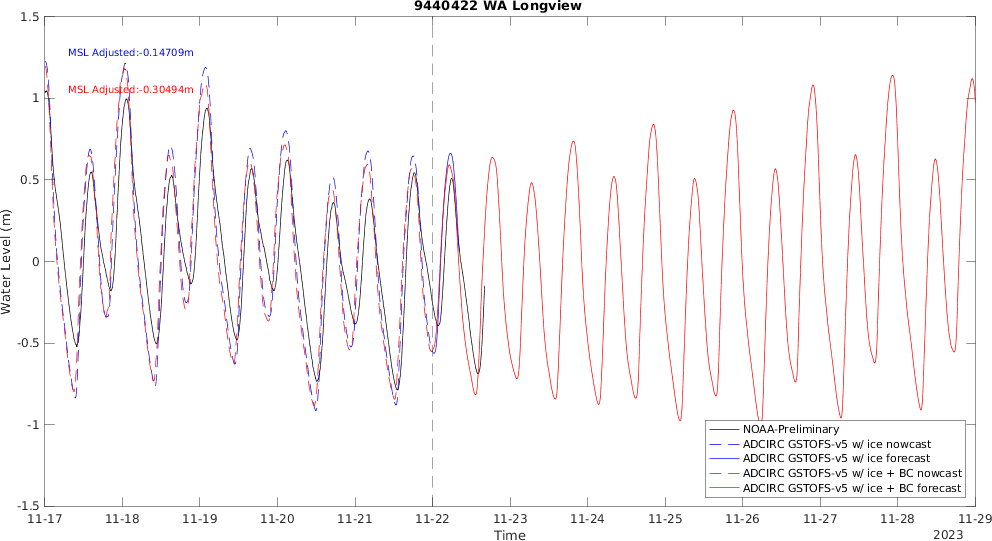 9440422 WA Longview
MSL Adjusted:-0.14709m
MSL Adjusted:-0.30494m
Water Level (m)
1.5
1
0.5
0
-0.5
-1
-1.5
NOAA-Preliminary
ADCIRC GSTOFS-v5 w/ ice nowcast
ADCIRC GSTOFS-v5 w/ ice forecast
ADCIRC GSTOFS-v5 w/ ice + BC nowcast
ADCIRC GSTOFS-v5 w/ ice + BC forecast
11-17 11-18 11-19 11-20 11-21 11-22 11-23 11-24 11-25 11-26 11-27 11-28 11-29
Time
2023